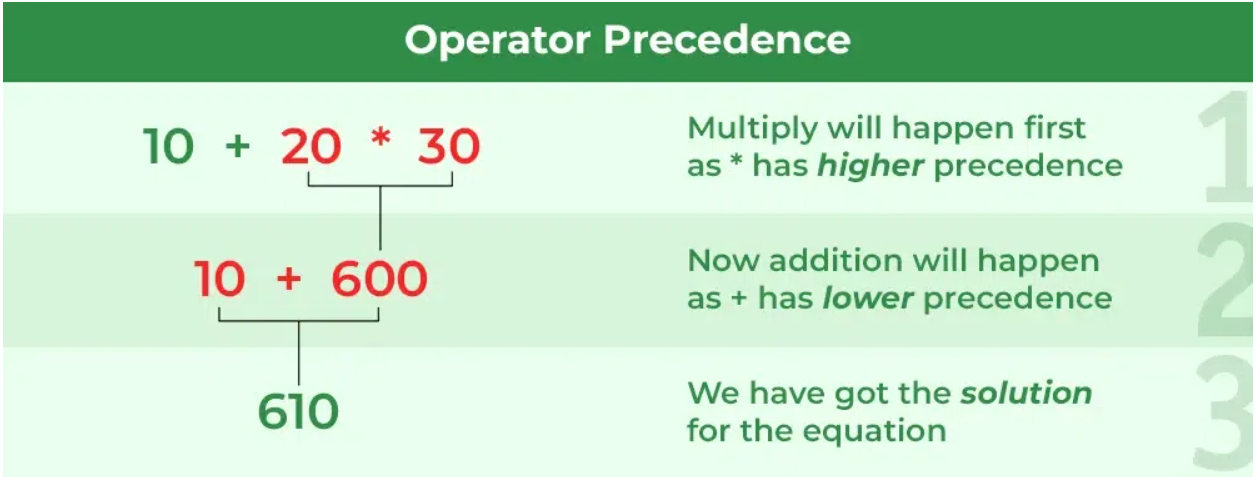 Operator Precedence
10 + 20 * 30
Multiply will happen first
as * has higher precedence
1
10 + 600
Now addition will happen
as + has lower precedence
2
610
We have got the solution
for the equation
3